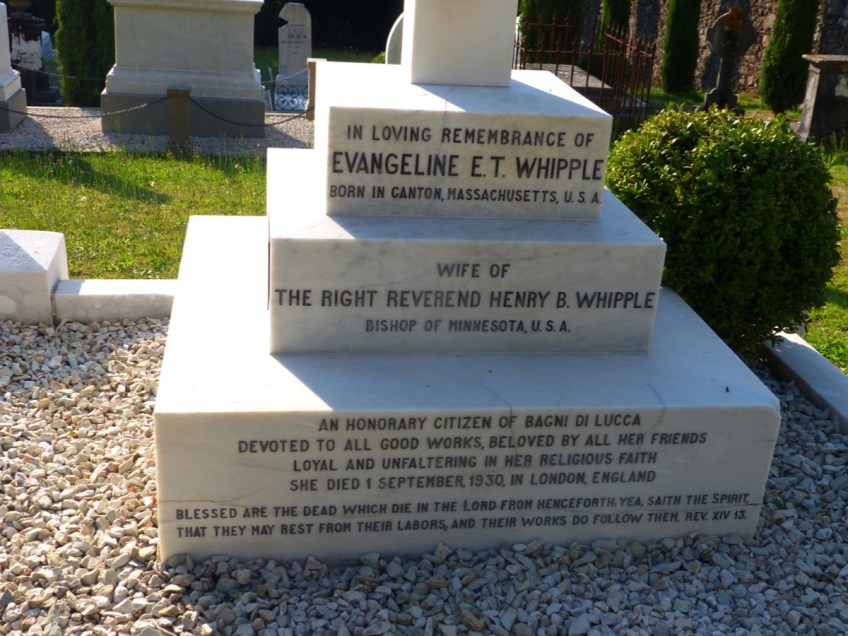 IN LOVING REMEMBRANCE OF
EVANGELINE E.T. WHIPPLE
BORN IN CANTON, MASSACHUSETTS, U.S.A.
WIFE OF
THE RIGHT REVEREND HENRY B. WHIPPLE
BISHOP OF MINNESOTA, U.S.A.
AN HONORARY CITIZEN OF BAGNI DI LUCCA
DEVOTED TO ALL GOOD WORKS, BELOVED BY ALL HER FRIENDS
LOYAL AND UNFALTERING IN HER RELIGIOUS FAITH
SHE DIED 1 SEPTEMBER, 1930, IN LONDON, ENGLAND
BLESSED ARE THE DEAD WHICH DIE IN THE LORD FROM HENCEFORTH: YEA, SAITH THE SPIRIT
THAT THEY MAY REST FROM THEIR LABORS, AND THEIR WORKS DO FOLLOW THEM. REV. XIV 13.